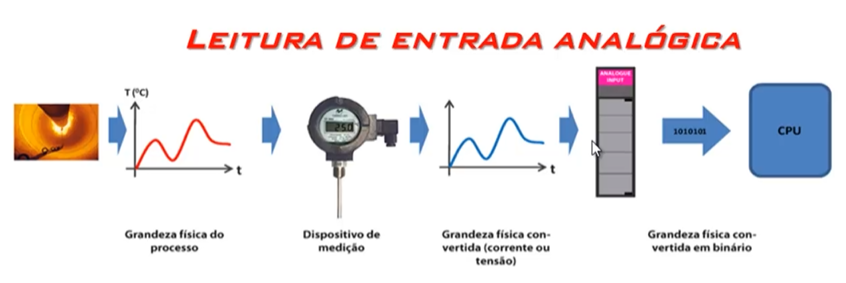 LEITURA DE ENTRADA ANALÓGICA
T (ºC)
t
250
t
ANALOGUE
INPUT
1010101
CPU
Grandeza física do
processo
Dispositivo de
medição
Grandeza física con-
vertida (corrente ou
tensão)
Grandeza física con-
vertida em binário